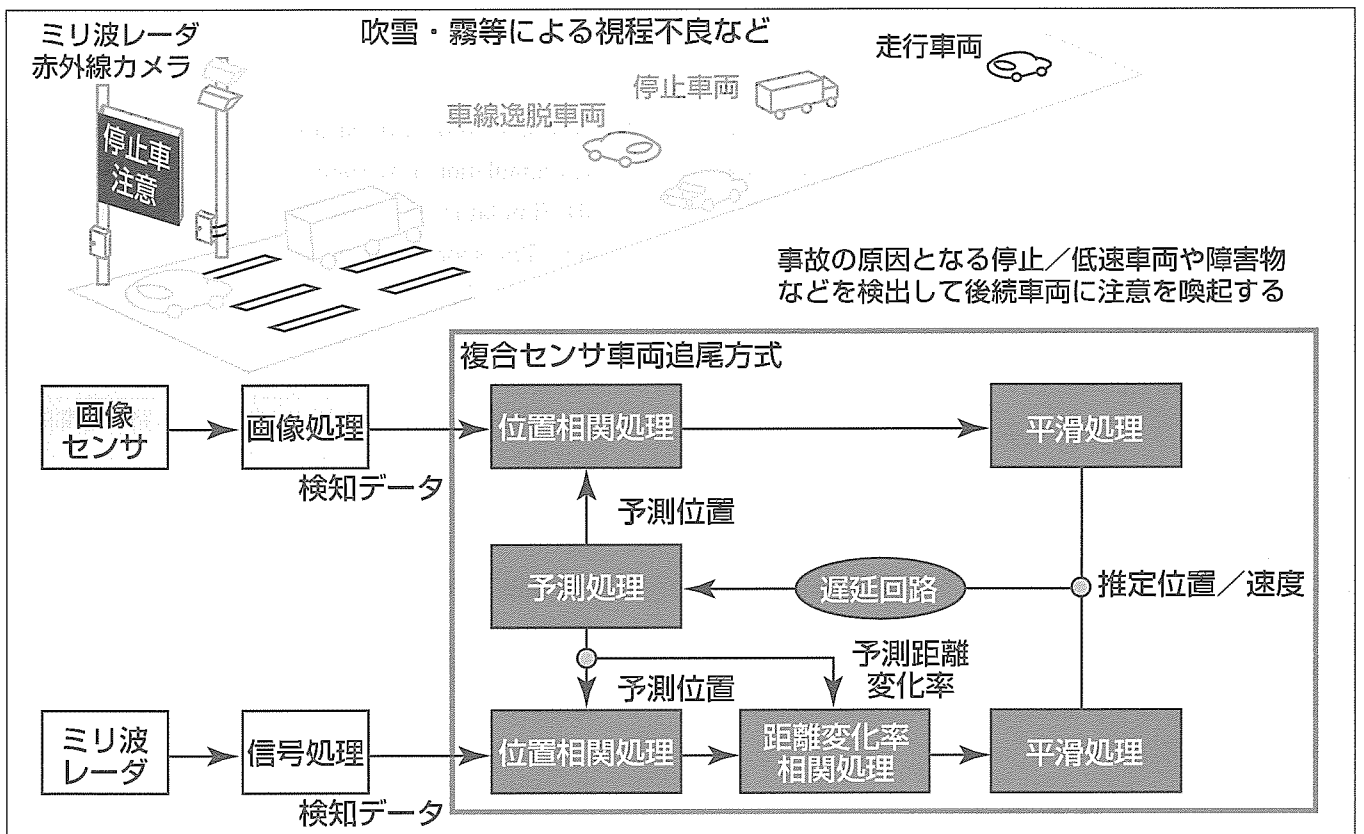 ミリ波レーダ
赤外線カメラ
吹雪・霧等による視程不良など
走行車両
停止車両
車線逸脱車両
停止車
注意
事故の原因となる停止／低速車両や障害物
などを検出して後続車両に注意を喚起する
複合センサ車両追尾方式
画像
センサ
画像処理
検知データ
位置相関処理
平滑処理
予測位置
予測処理
遅延回路
推定位置／速度
予測距離
変化率
予測位置
ミリ波
レーダ
信号処理
検知データ
位置相関処理
距離変化率
相関処理
平滑処理